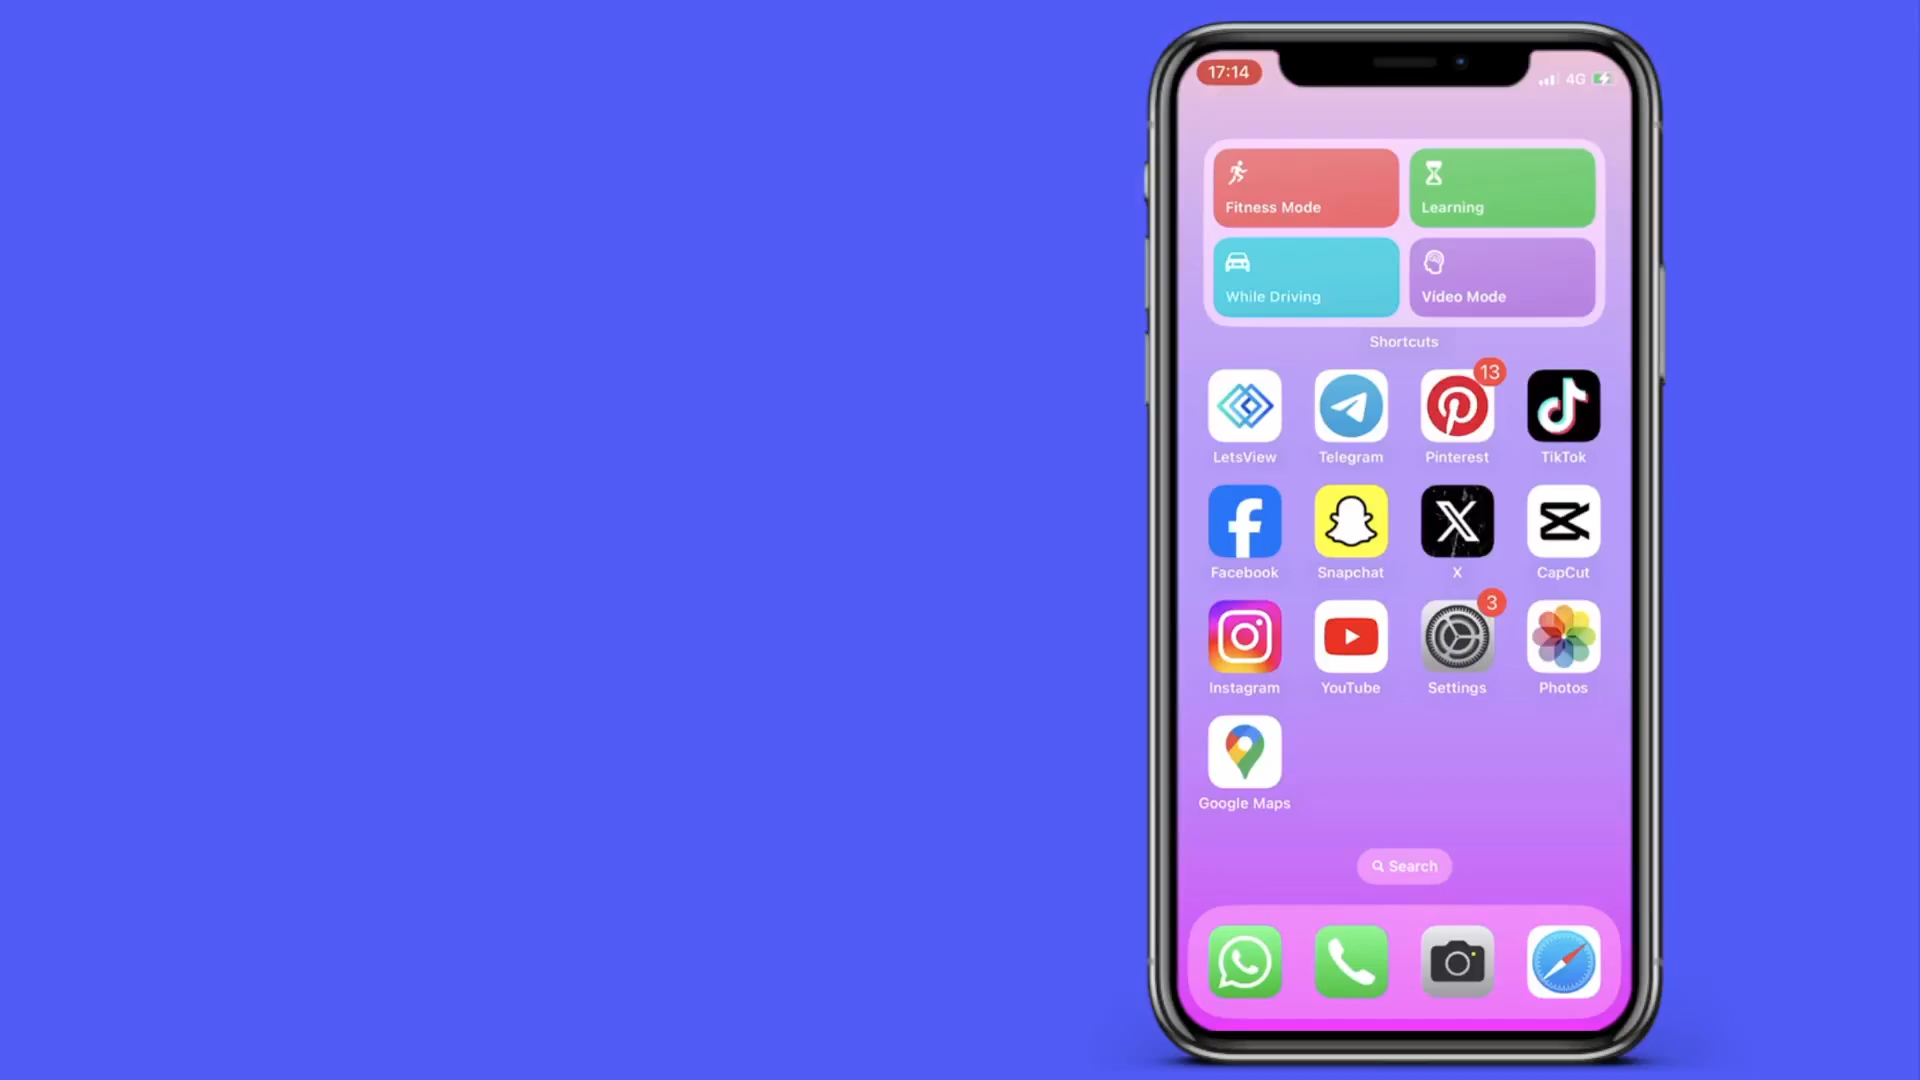 17:14
4G
Fitness Mode
Learning
While Driving
Video Mode
Shortcuts
13
LetsView
Telegram
Pinterest
TikTok
Facebook
Snapchat
X
CapCut
3
Instagram
YouTube
Settings
Photos
Google Maps
Search